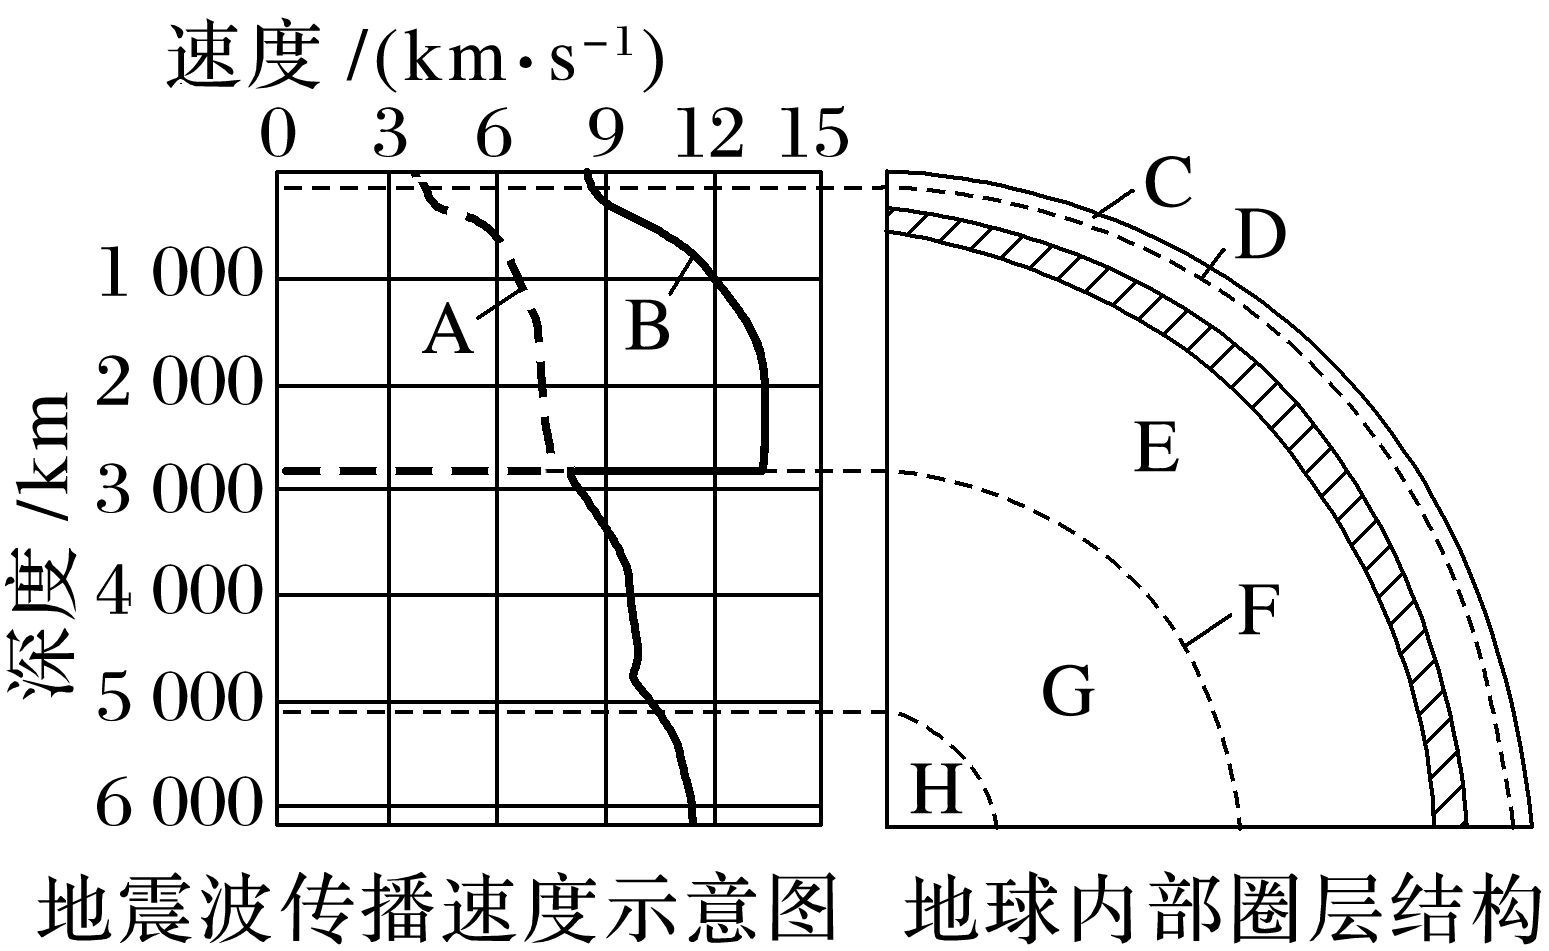 速度/(km·s⁻¹)
0 3 6 9 12 15
1 000
2 000
3 000
4 000
5 000
6 000
深度/km
A
B
C
D
E
F
G
H
地震波传播速度示意图
地球内部圈层结构